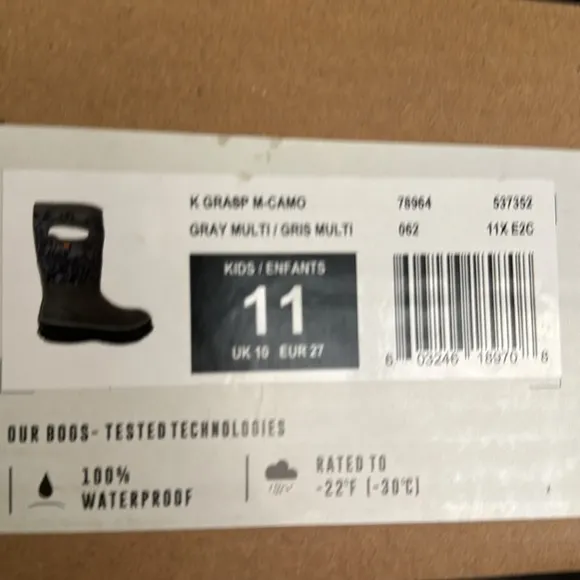 K GRASP M-CAMO 78964 537352
GRAY MULTI / GRIS MULTI 062 11X E2C
KIDS / ENFANTS
11
UK 10 EUR 27
6 03246 18970 8
OUR BOGS - TESTED TECHNOLOGIES
100%
WATERPROOF
RATED TO
-22°F (-30°C)